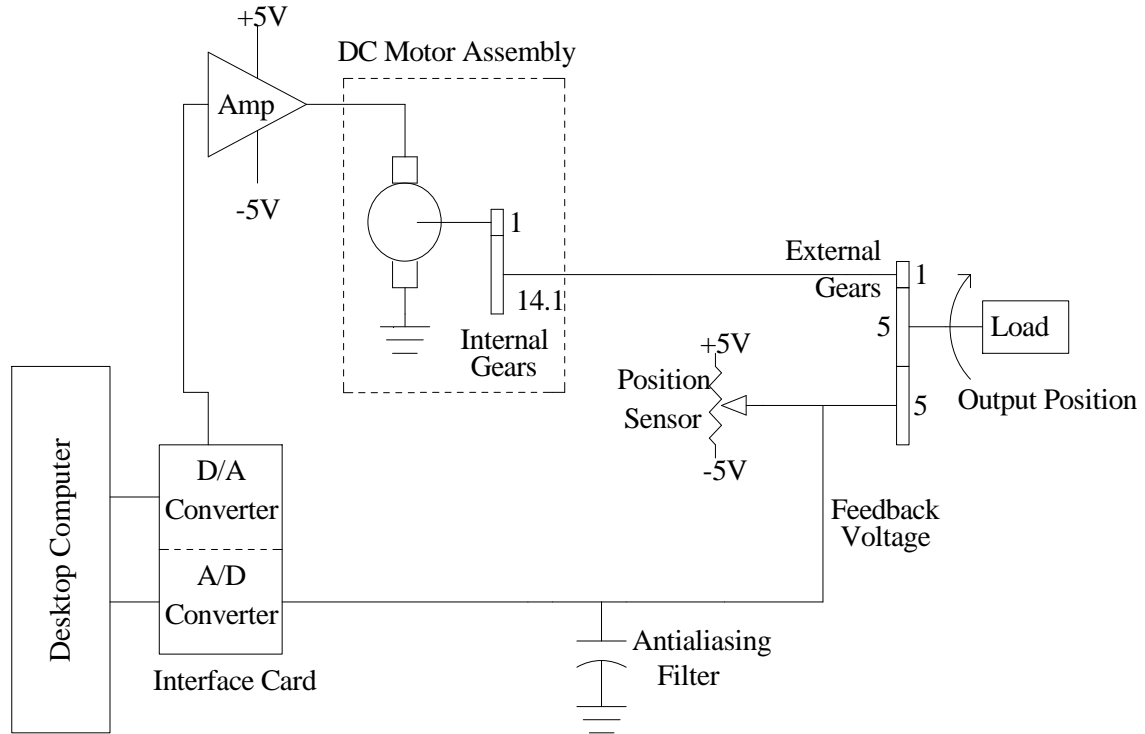 +5V
DC Motor Assembly
Amp
-5V
1
14.1
Internal
Gears
External
Gears
1
5
5
Load
Output Position
+5V
Position
Sensor
-5V
Feedback
Voltage
Desktop Computer
D/A
Converter
A/D
Converter
Interface Card
Antialiasing
Filter